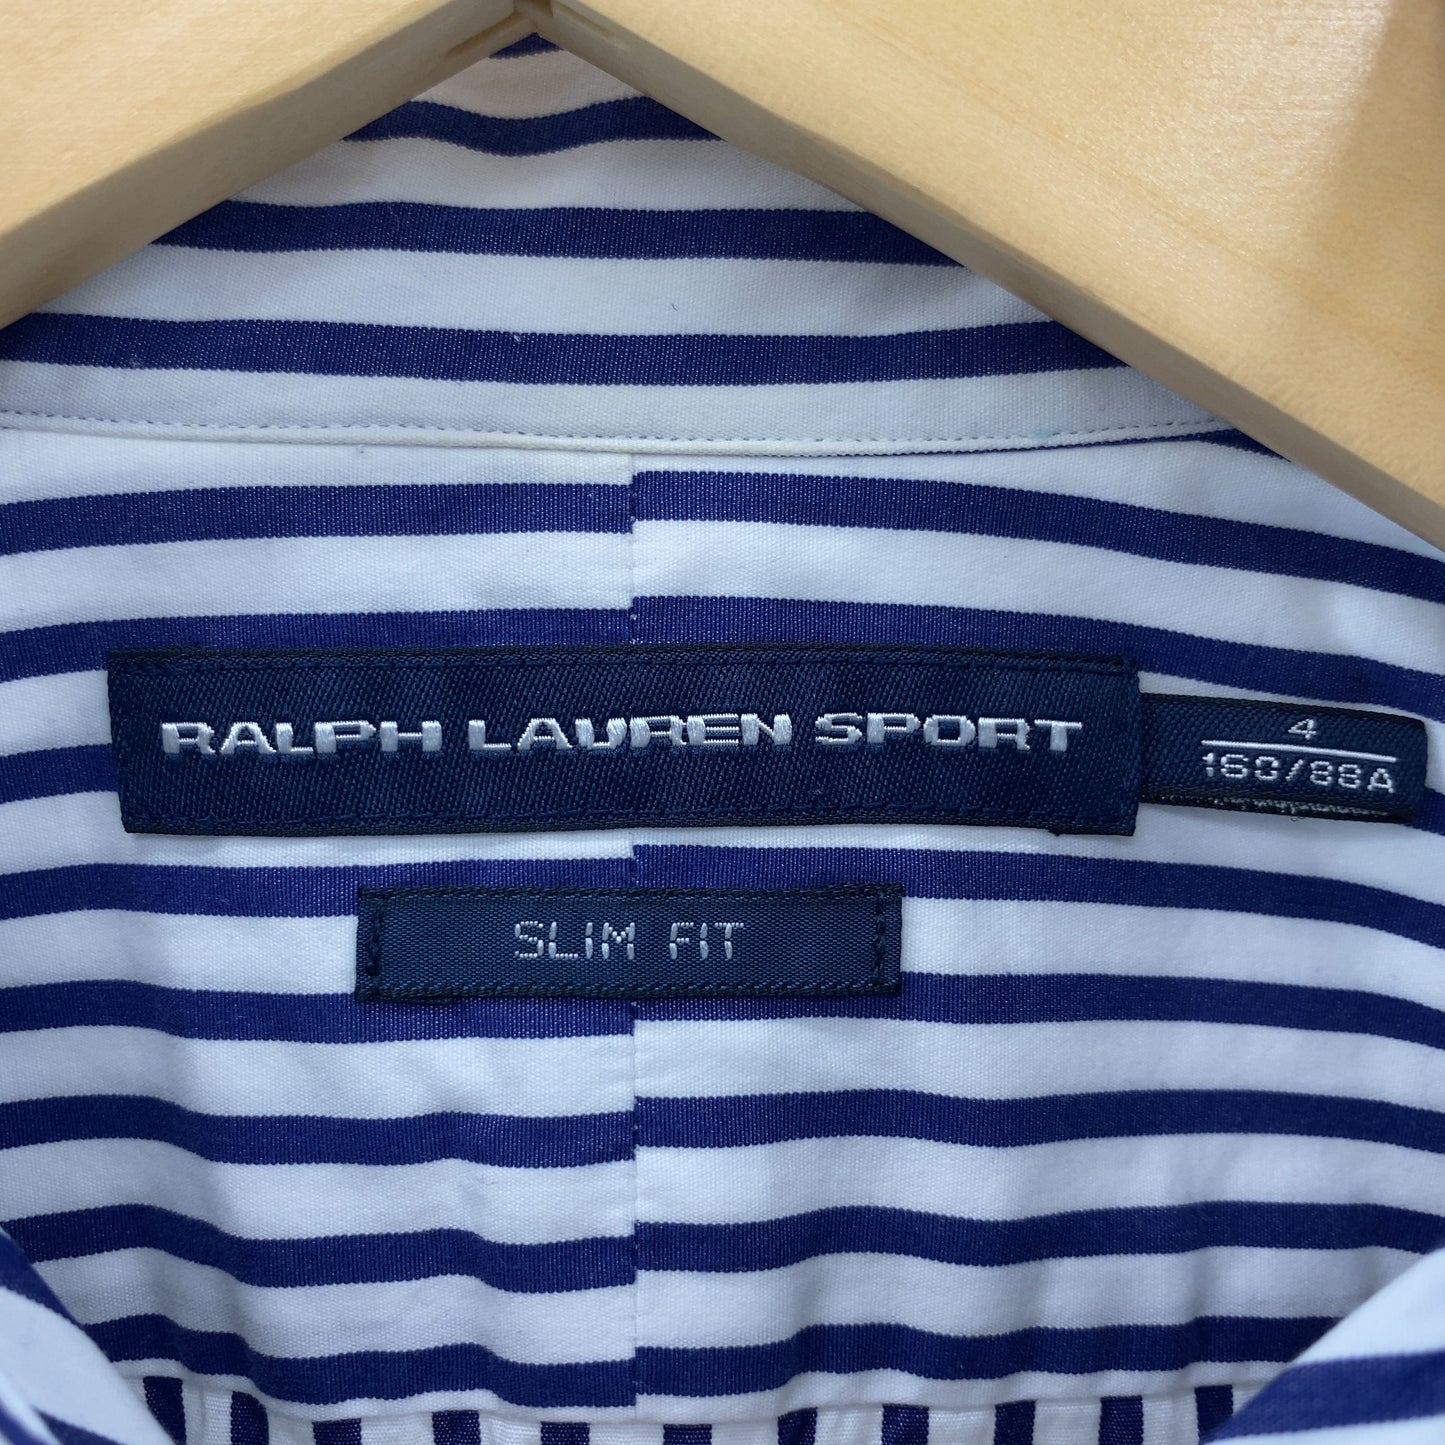 RALPH LAUREN SPORT
4
160/88A
SLIM FIT